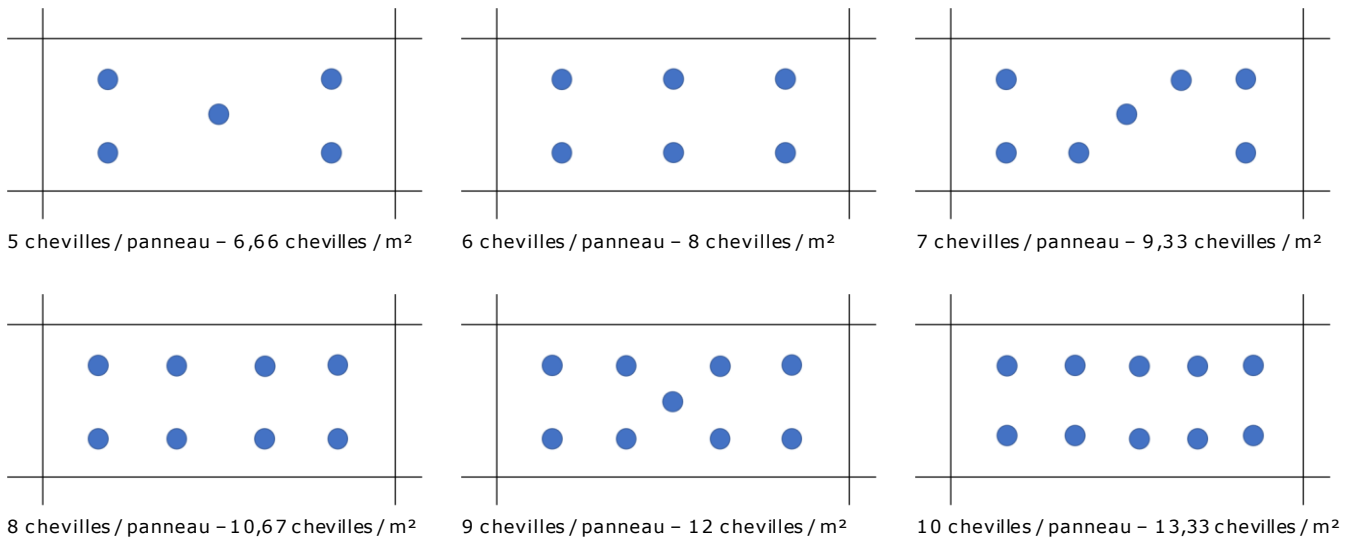 5 chevilles / panneau – 6,66 chevilles / m²
6 chevilles / panneau – 8 chevilles / m²
7 chevilles / panneau – 9,33 chevilles / m²
8 chevilles / panneau –10,67 chevilles / m²
9 chevilles / panneau – 12 chevilles / m²
10 chevilles / panneau – 13,33 chevilles / m²